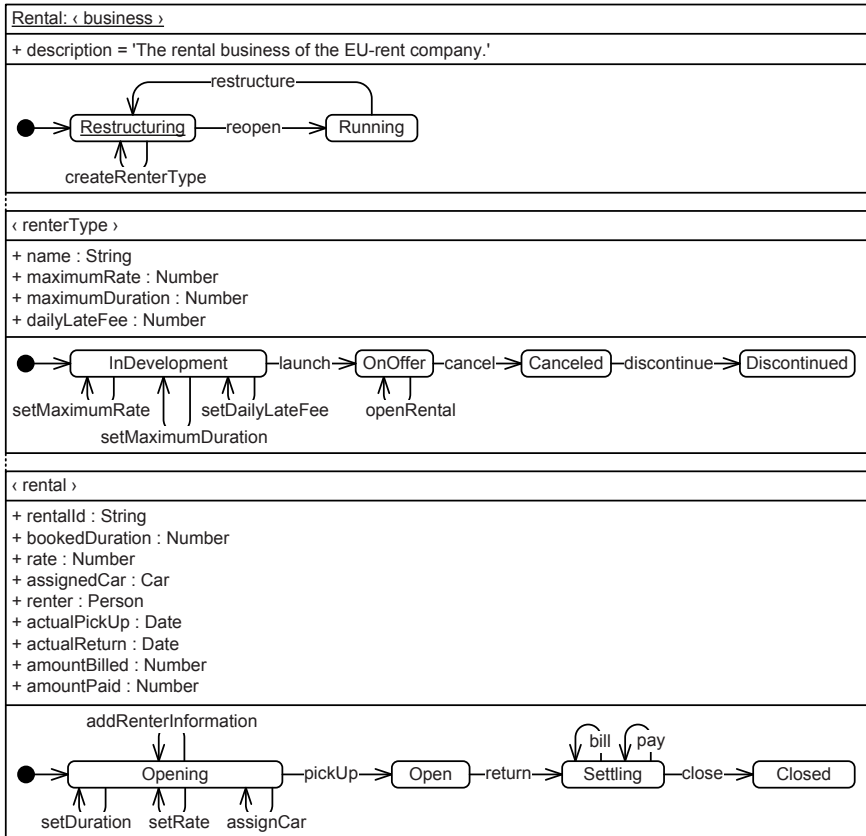 Rental: ‹ business ›
+ description = 'The rental business of the EU-rent company.'
restructure
Restructuring
reopen
Running
createRenterType
‹ renterType ›
+ name : String
+ maximumRate : Number
+ maximumDuration : Number
+ dailyLateFee : Number
InDevelopment
launch
OnOffer
cancel
Canceled
discontinue
Discontinued
setMaximumRate
setDailyLateFee
openRental
setMaximumDuration
‹ rental ›
+ rentalId : String
+ bookedDuration : Number
+ rate : Number
+ assignedCar : Car
+ renter : Person
+ actualPickUp : Date
+ actualReturn : Date
+ amountBilled : Number
+ amountPaid : Number
addRenterInformation
bill
pay
Opening
pickUp
Open
return
Settling
close
Closed
setDuration
setRate
assignCar